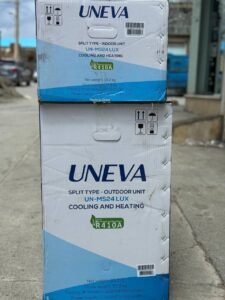 UNEVA
SPLIT TYPE - INDOOR UNIT
UN-MS24 LUX
COOLING AND HEATING
R410A
UNEVA
SPLIT TYPE - OUTDOOR UNIT
UN-MS24 LUX
COOLING AND HEATING
R410A